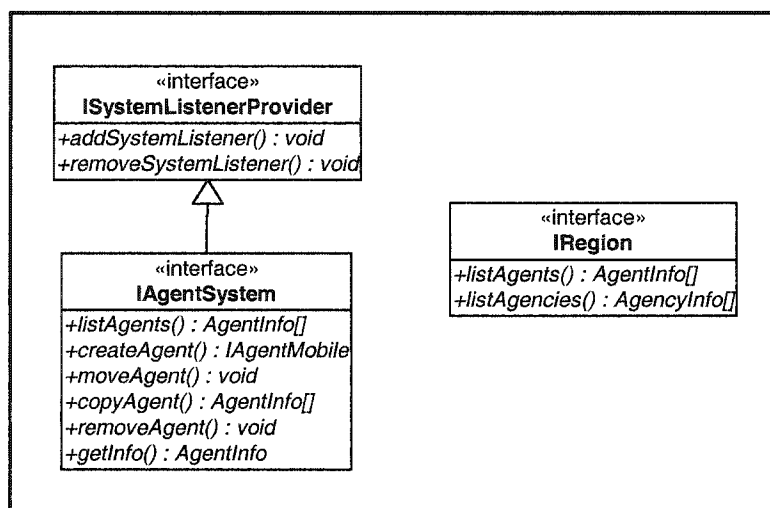 «interface»
ISystemListenerProvider
+addSystemListener() : void
+removeSystemListener() : void
«interface»
IAgentSystem
+listAgents() : AgentInfo[]
+createAgent() : IAgentMobile
+moveAgent() : void
+copyAgent() : AgentInfo[]
+removeAgent() : void
+getInfo() : AgentInfo
«interface»
IRegion
+listAgents() : AgentInfo[]
+listAgencies() : AgencyInfo[]